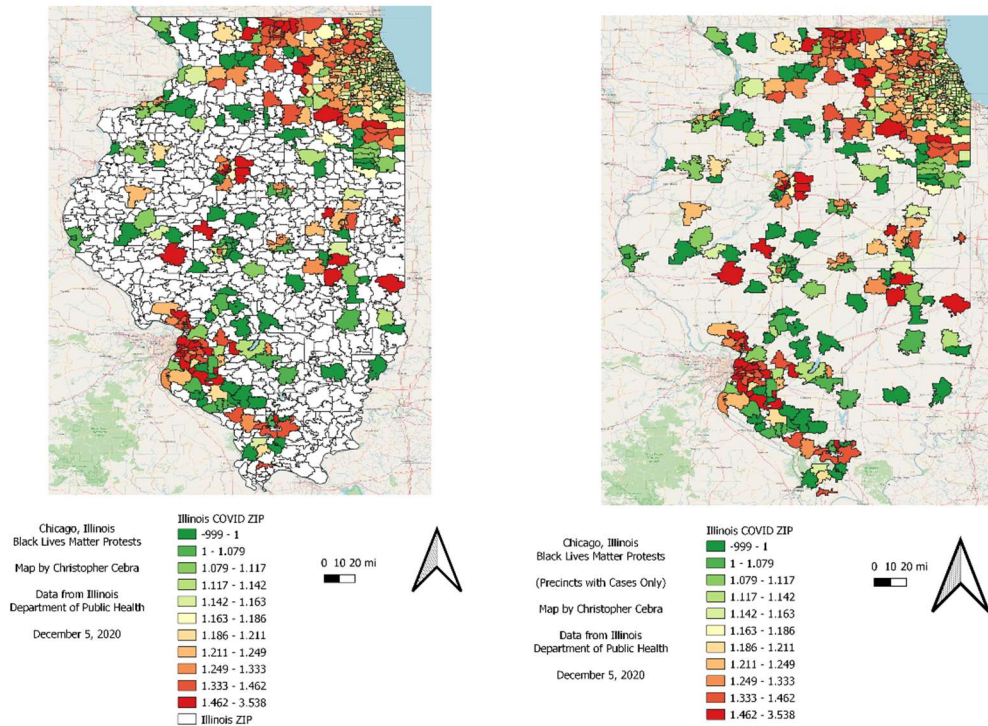 Chicago, Illinois
Black Lives Matter Protests
Map by Christopher Cebra
Data from Illinois
Department of Public Health
December 5, 2020
Illinois COVID ZIP
-999 - 1
1 - 1.079
1.079 - 1.117
1.117 - 1.142
1.142 - 1.163
1.163 - 1.186
1.186 - 1.211
1.211 - 1.249
1.249 - 1.333
1.333 - 1.462
1.462 - 3.538
Illinois ZIP
0 10 20 mi
Chicago, Illinois
Black Lives Matter Protests
(Precincts with Cases Only)
Map by Christopher Cebra
Data from Illinois
Department of Public Health
December 5, 2020
Illinois COVID ZIP
-999 - 1
1 - 1.079
1.079 - 1.117
1.117 - 1.142
1.142 - 1.163
1.163 - 1.186
1.186 - 1.211
1.211 - 1.249
1.249 - 1.333
1.333 - 1.462
1.462 - 3.538
0 10 20 mi